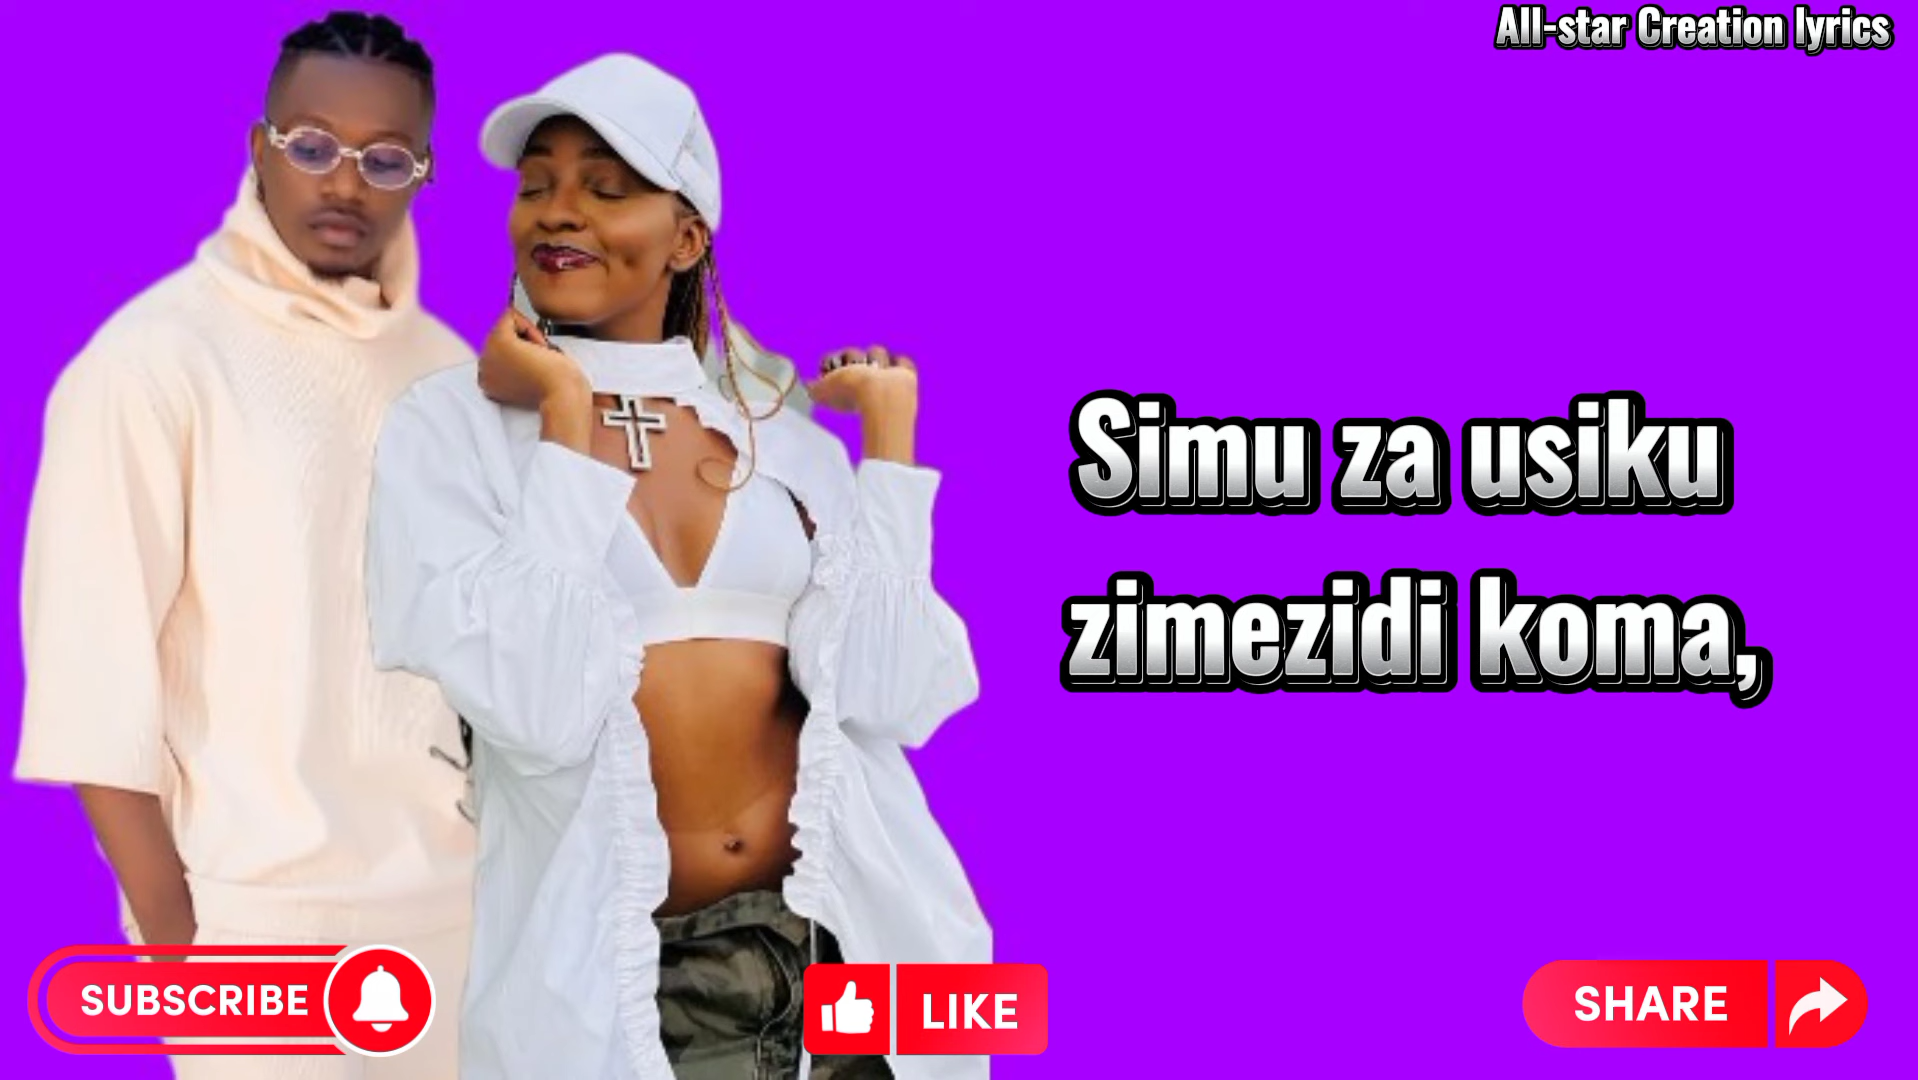 All-star Creation lyrics
Simu za usiku
zimezidi koma,
SUBSCRIBE
LIKE
SHARE